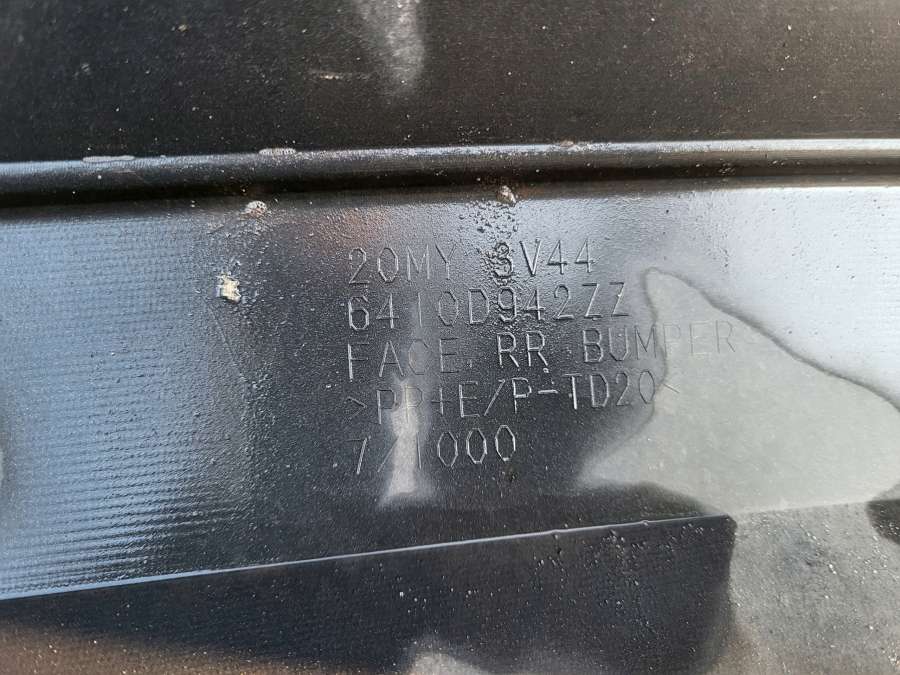 20MY 3V44
6410D942ZZ
FACE, RR BUMPER
>PP+E/P-TD20<
7/1000